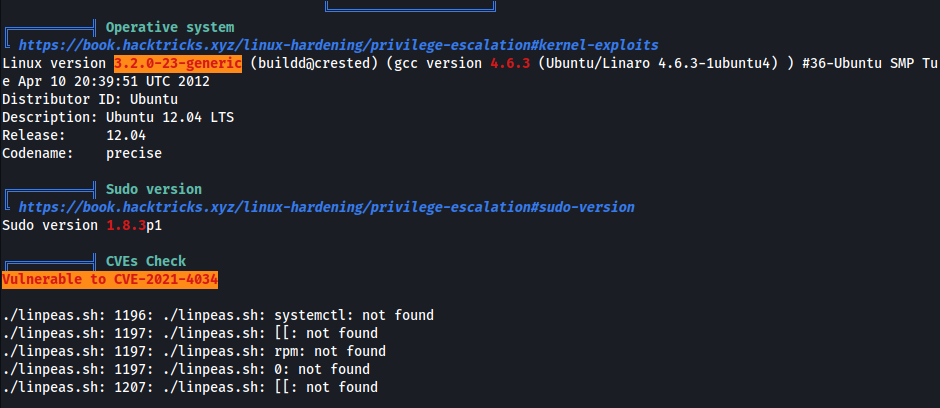 Operative system
https://book.hacktricks.xyz/linux-hardening/privilege-escalation#kernel-exploits
Linux version 3.2.0-23-generic (buildd@crested) (gcc version 4.6.3 (Ubuntu/Linaro 4.6.3-1ubuntu4) ) #36-Ubuntu SMP Tu
e Apr 10 20:39:51 UTC 2012
Distributor ID: Ubuntu
Description: Ubuntu 12.04 LTS
Release: 12.04
Codename: precise
Sudo version
https://book.hacktricks.xyz/linux-hardening/privilege-escalation#sudo-version
Sudo version 1.8.3p1
CVEs Check
Vulnerable to CVE-2021-4034
./linpeas.sh: 1196: ./linpeas.sh: systemctl: not found
./linpeas.sh: 1197: ./linpeas.sh: [[: not found
./linpeas.sh: 1197: ./linpeas.sh: rpm: not found
./linpeas.sh: 1197: ./linpeas.sh: 0: not found
./linpeas.sh: 1207: ./linpeas.sh: [[: not found